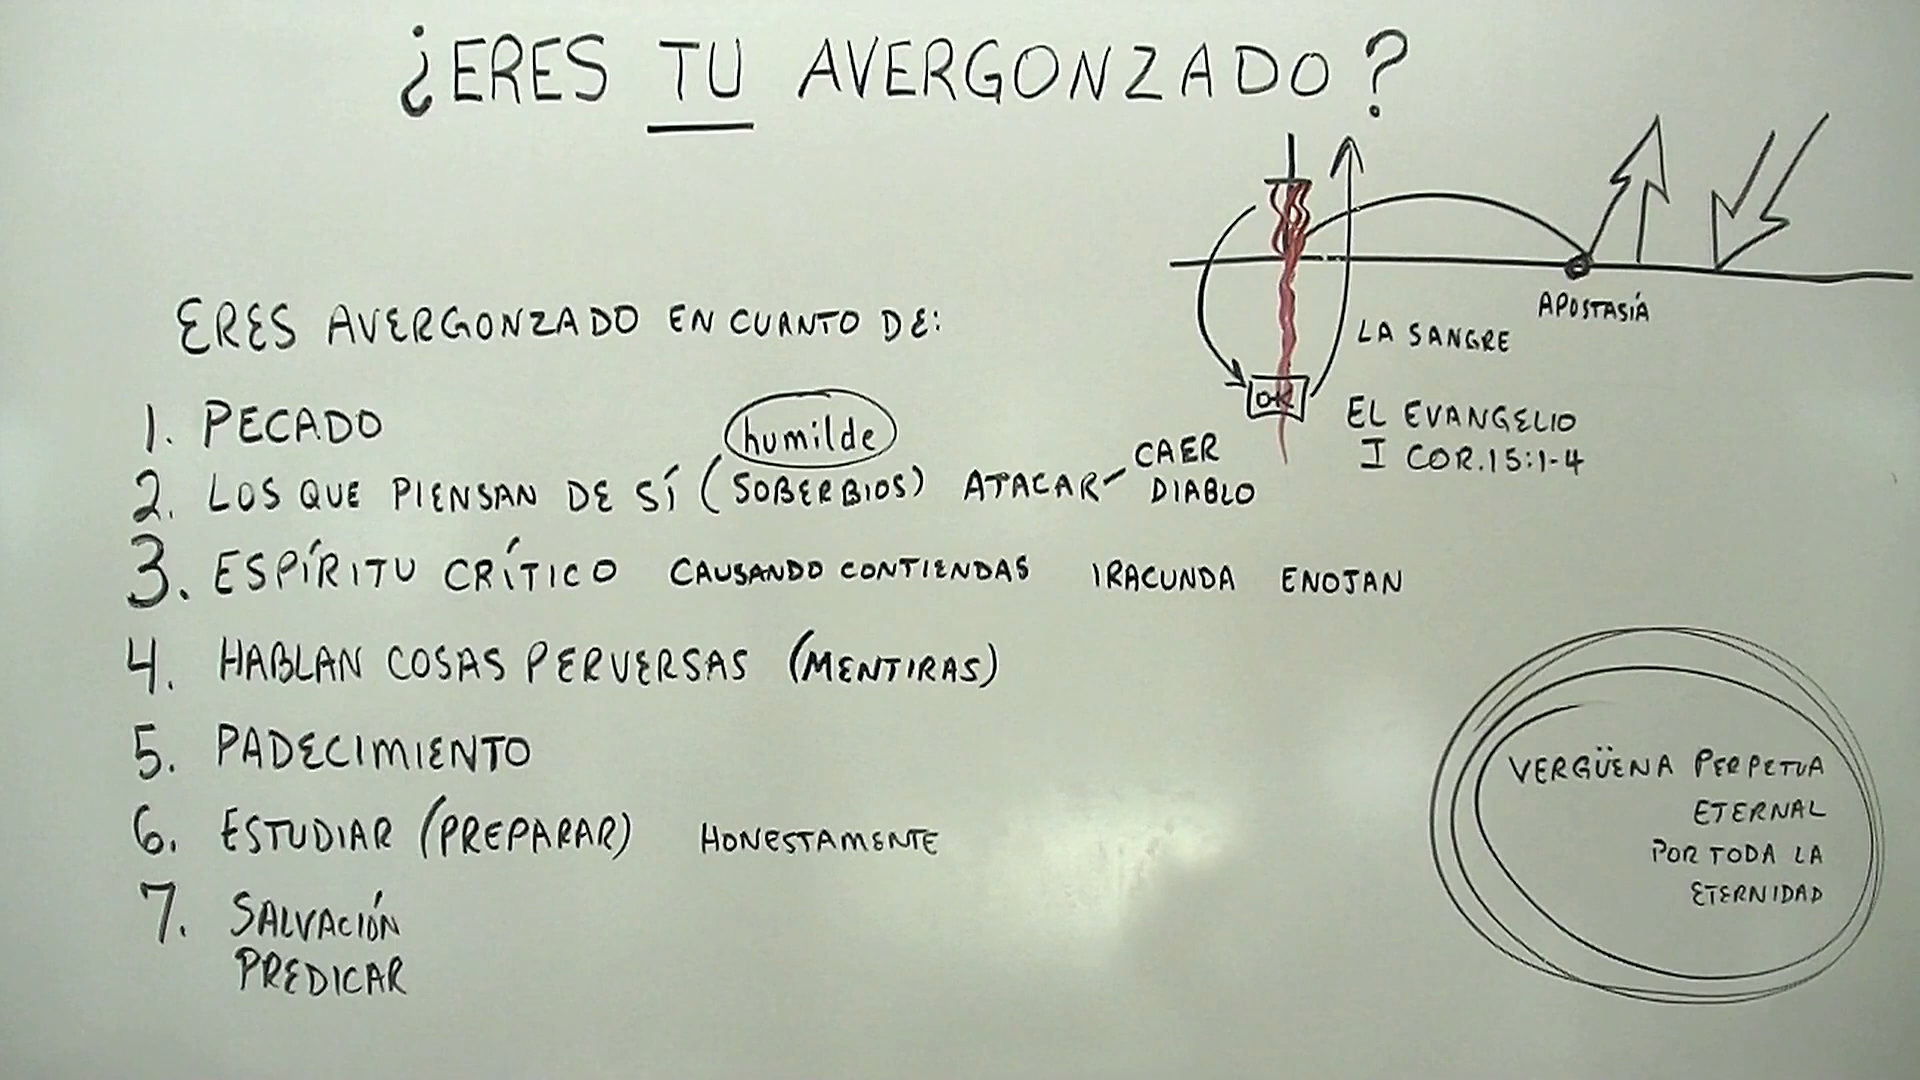 ¿ERES TU AVERGONZADO?
APOSTASÍA
LA SANGRE
OK
EL EVANGELIO
I COR. 15:1-4
ERES AVERGONZADO EN CUANTO DE:
1. PECADO
humilde
2. LOS QUE PIENSAN DE SÍ (SOBERBIOS) ATACAR - CAER
DIABLO
3. ESPÍRITU CRÍTICO CAUSANDO CONTIENDAS IRACUNDA ENOJAN
4. HABLAN COSAS PERVERSAS (MENTIRAS)
5. PADECIMIENTO
6. ESTUDIAR (PREPARAR) HONESTAMENTE
7. SALVACIÓN
PREDICAR
VERGÜENA PERPETUA
ETERNAL
POR TODA LA
ETERNIDAD